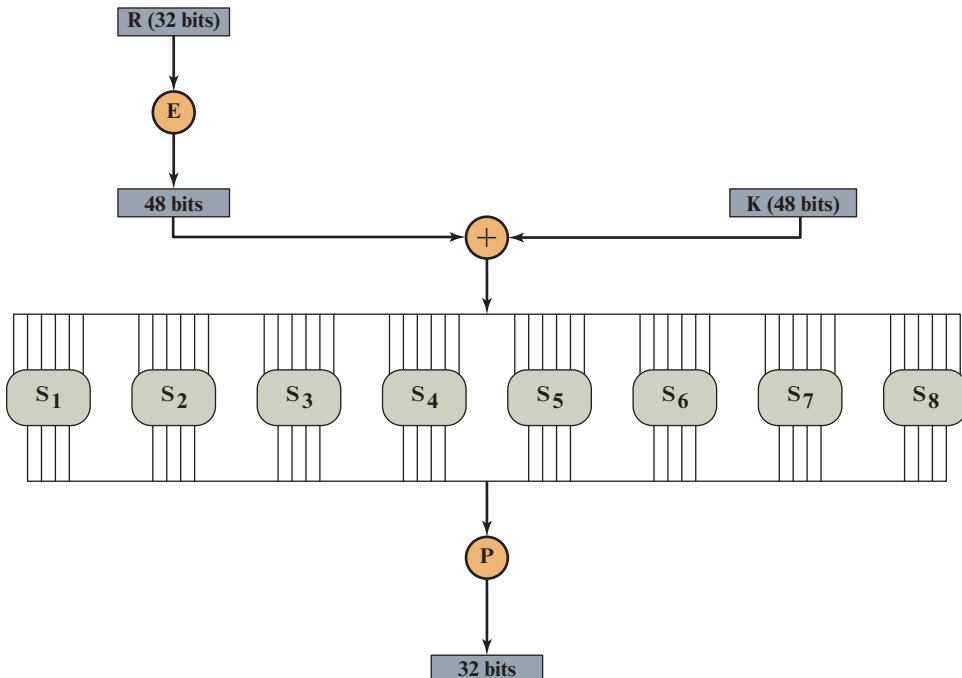 R (32 bits)
E
48 bits
K (48 bits)
+
S1 S2 S3 S4 S5 S6 S7 S8
P
32 bits